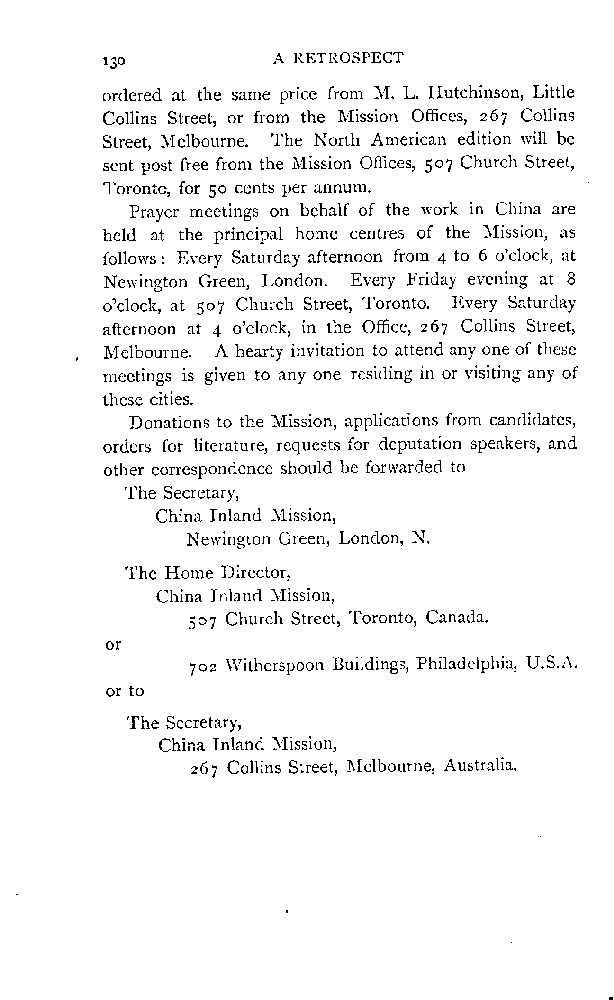 130 A RETROSPECT
ordered at the same price from M. L. Hutchinson, Little
Collins Street, or from the Mission Offices, 267 Collins
Street, Melbourne. The North American edition will be
sent post free from the Mission Offices, 507 Church Street,
Toronto, for 50 cents per annum.
Prayer meetings on behalf of the work in China are
held at the principal home centres of the Mission, as
follows: Every Saturday afternoon from 4 to 6 o'clock, at
Newington Green, London. Every Friday evening at 8
o'clock, at 507 Church Street, Toronto. Every Saturday
afternoon at 4 o'clock, in the Office, 267 Collins Street,
Melbourne. A hearty invitation to attend any one of these
meetings is given to any one residing in or visiting any of
these cities.
Donations to the Mission, applications from candidates,
orders for literature, requests for deputation speakers, and
other correspondence should be forwarded to
The Secretary,
China Inland Mission,
Newington Green, London, N.
The Home Director,
China Inland Mission,
507 Church Street, Toronto, Canada.
or
702 Witherspoon Buildings, Philadelphia, U.S.A.
or to
The Secretary,
China Inland Mission,
267 Collins Street, Melbourne, Australia.